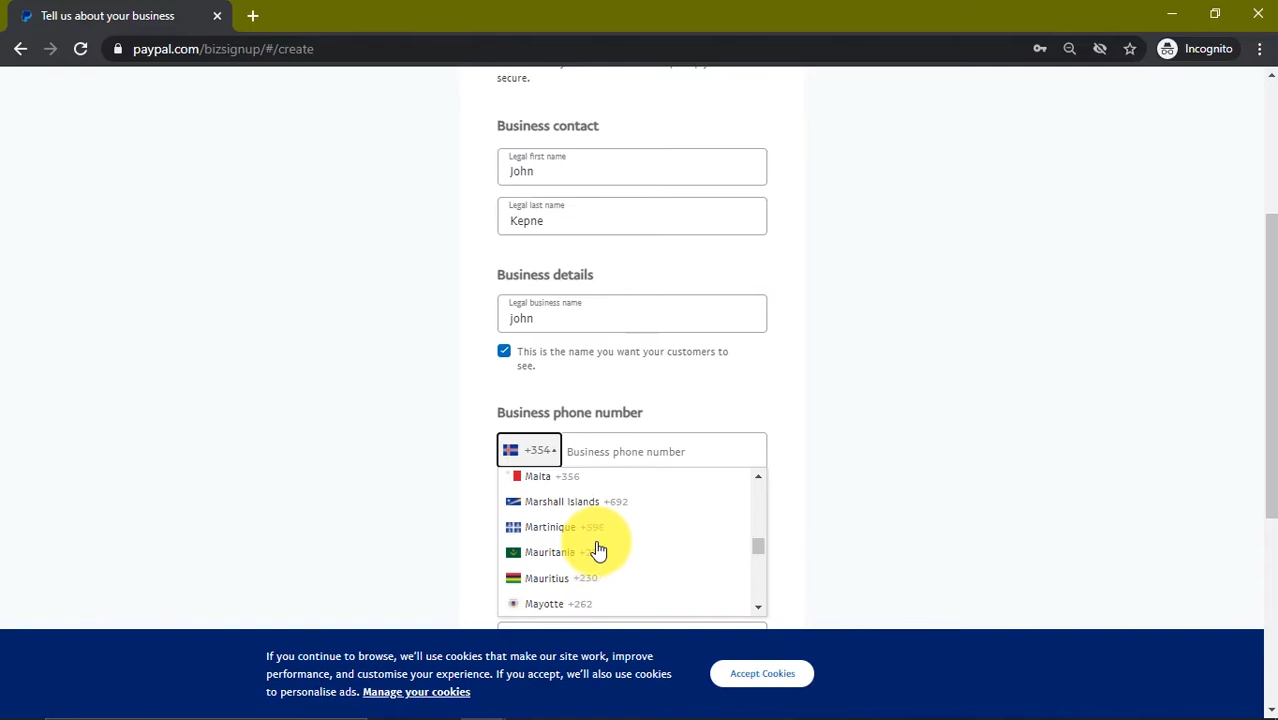 Tell us about your business
paypal.com/bizsignup/#/create
Incognito
secure.
Business contact
Legal first name
John
Legal last name
Kepne
Business details
Legal business name
john
This is the name you want your customers to
see.
Business phone number
+354 Business phone number
Malta +356
Marshall Islands +692
Martinique +596
Mauritania
Mauritius +230
Mayotte +262
If you continue to browse, we'll use cookies that make our site work, improve
performance, and customise your experience. If you accept, we'll also use cookies
to personalise ads. Manage your cookies
Accept Cookies